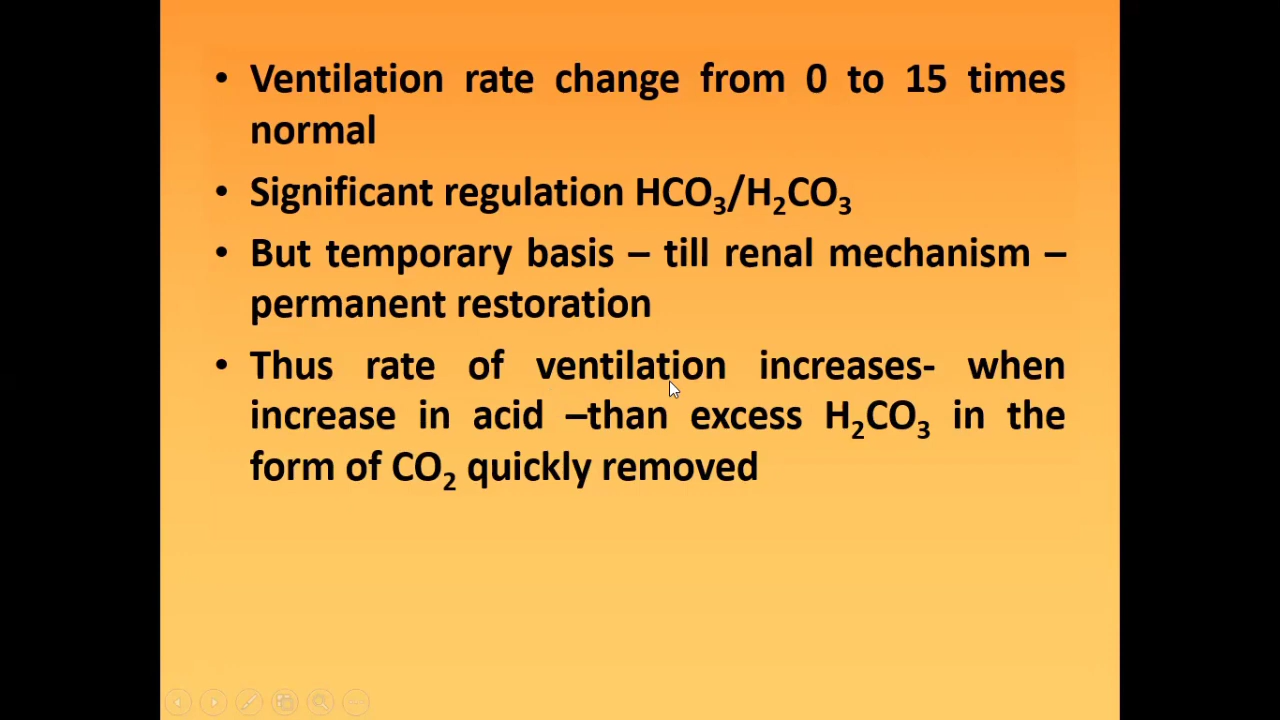 • Ventilation rate change from 0 to 15 times
normal
• Significant regulation HCO₃/H₂CO₃
• But temporary basis – till renal mechanism –
permanent restoration
• Thus rate of ventilation increases- when
increase in acid –than excess H₂CO₃ in the
form of CO₂ quickly removed